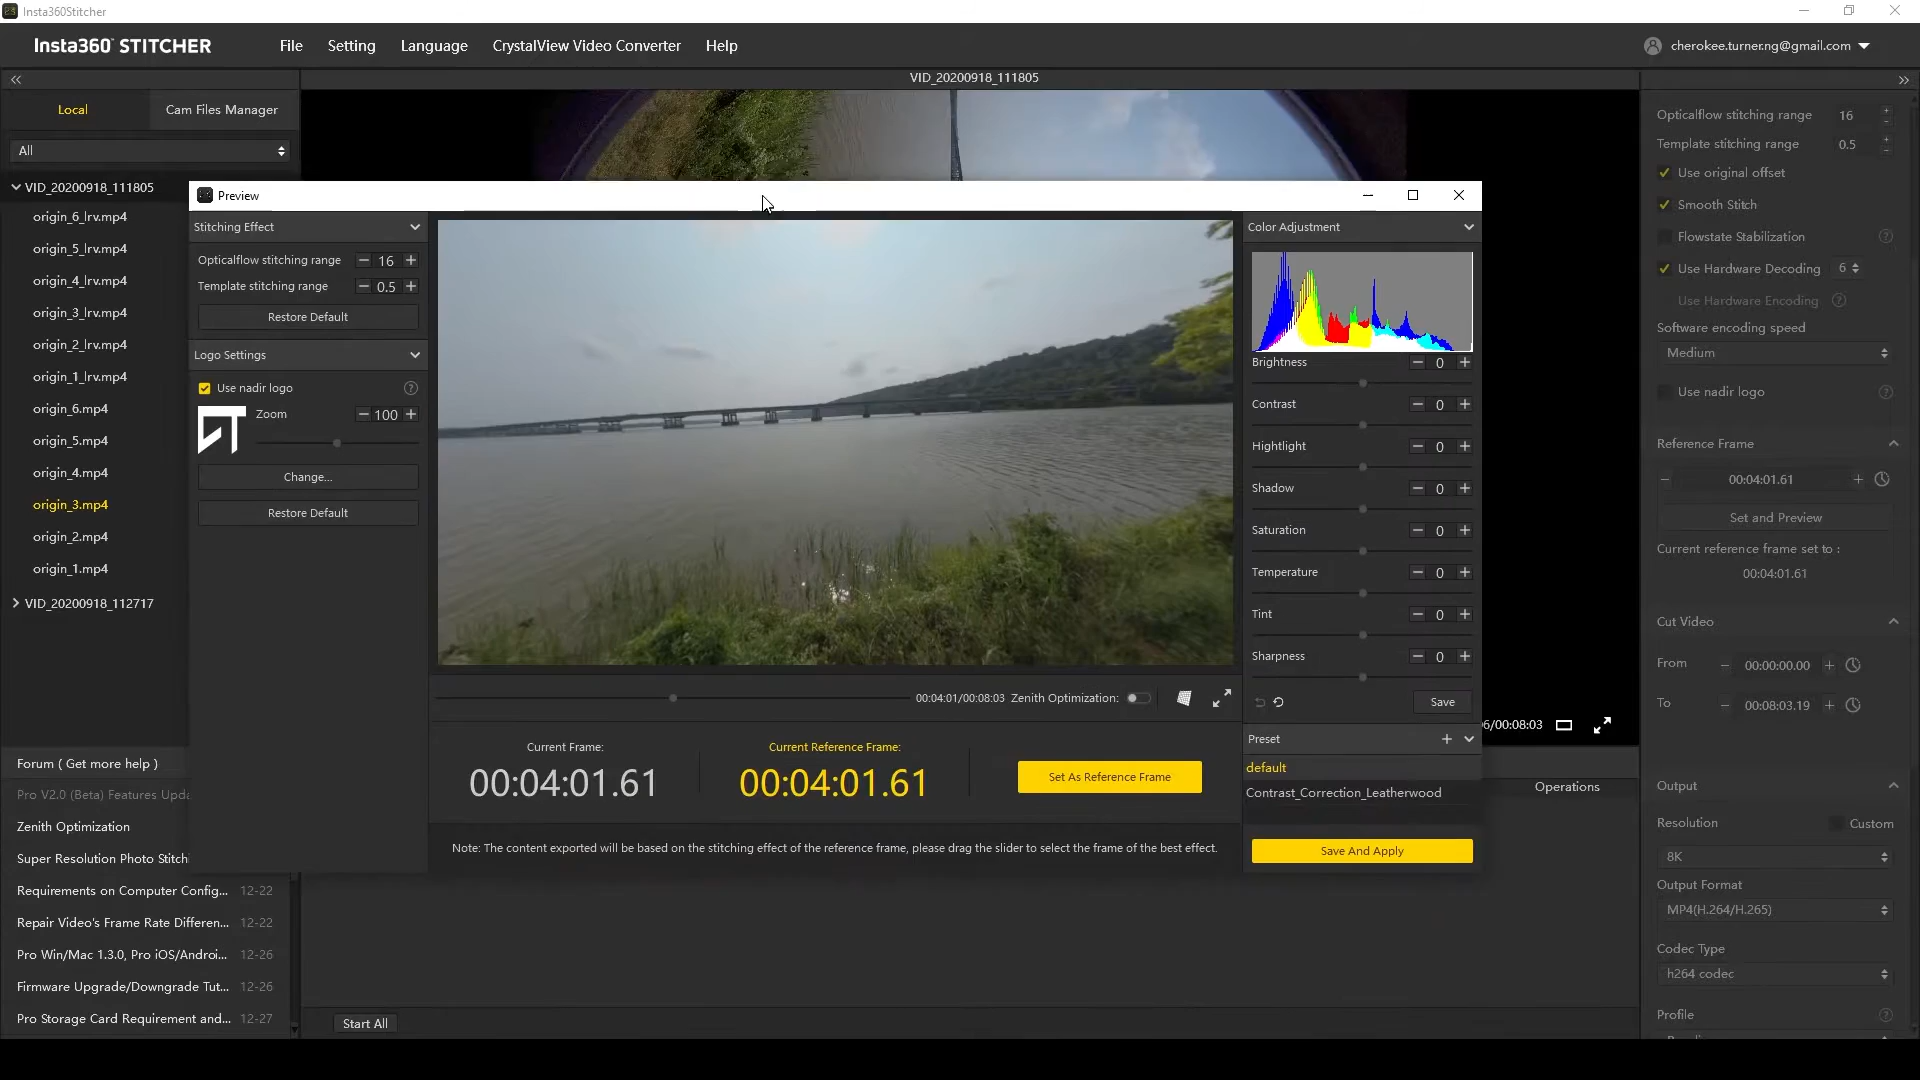 Insta360Stitcher
Insta360 STITCHER
File
Setting
Language
CrystalView Video Converter
Help
cherokee.turner.ng@gmail.com
VID_20200918_111805
Local
Cam Files Manager
All
VID_20200918_111805
origin_6_lrv.mp4
origin_5_lrv.mp4
origin_4_lrv.mp4
origin_3_lrv.mp4
origin_2_lrv.mp4
origin_1_lrv.mp4
origin_6.mp4
origin_5.mp4
origin_4.mp4
origin_3.mp4
origin_2.mp4
origin_1.mp4
VID_20200918_112717
Forum ( Get more help )
Pro V2.0 (Beta) Features Upda
Zenith Optimization
Super Resolution Photo Stitchi
Requirements on Computer Config... 12-22
Repair Video's Frame Rate Differen... 12-22
Pro Win/Mac 1.3.0, Pro iOS/Androi... 12-26
Firmware Upgrade/Downgrade Tut... 12-26
Pro Storage Card Requirement and... 12-27
Preview
Stitching Effect
Opticalflow stitching range − 16 +
Template stitching range − 0.5 +
Restore Default
Logo Settings
Use nadir logo ?
Zoom − 100 +
Change...
Restore Default
00:04:01/00:08:03 Zenith Optimization:
Current Frame:
00:04:01.61
Current Reference Frame:
00:04:01.61
Set As Reference Frame
Note: The content exported will be based on the stitching effect of the reference frame, please drag the slider to select the frame of the best effect.
Color Adjustment
Brightness − 0 +
Contrast − 0 +
Hightlight − 0 +
Shadow − 0 +
Saturation − 0 +
Temperature − 0 +
Tint − 0 +
Sharpness − 0 +
Save
Preset +
default
Contrast_Correction_Leatherwood
Save And Apply
6/00:08:03
Operations
Start All
Opticalflow stitching range 16
Template stitching range 0.5
Use original offset
Smooth Stitch
Flowstate Stabilization ?
Use Hardware Decoding 6
Use Hardware Encoding ?
Software encoding speed
Medium
Use nadir logo ?
Reference Frame
− 00:04:01.61 +
Set and Preview
Current reference frame set to :
00:04:01.61
Cut Video
From − 00:00:00.00 +
To − 00:08:03.19 +
Output
Resolution Custom
8K
Output Format
MP4(H.264/H.265)
Codec Type
h264 codec
Profile ?